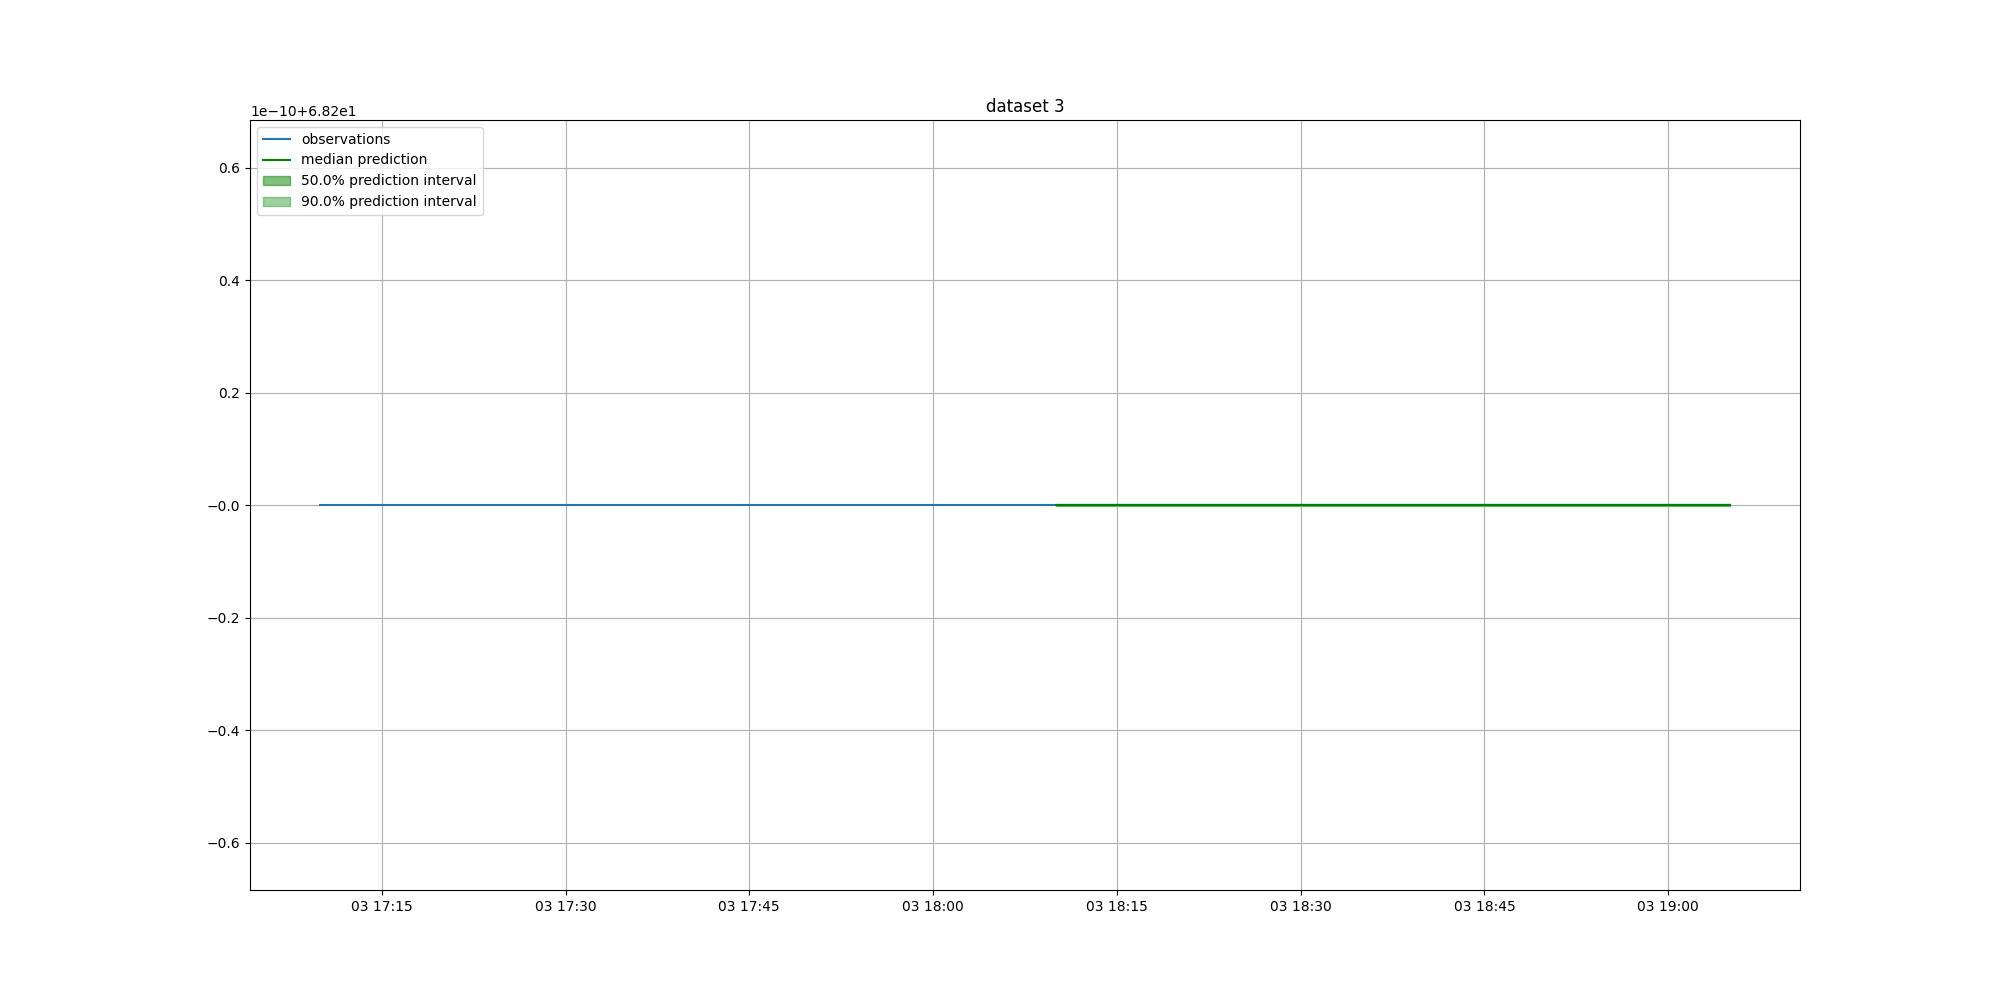 dataset 3
1e−10+6.82e1
observations
median prediction
50.0% prediction interval
90.0% prediction interval
0.6
0.4
0.2
−0.0
−0.2
−0.4
−0.6
03 17:15
03 17:30
03 17:45
03 18:00
03 18:15
03 18:30
03 18:45
03 19:00